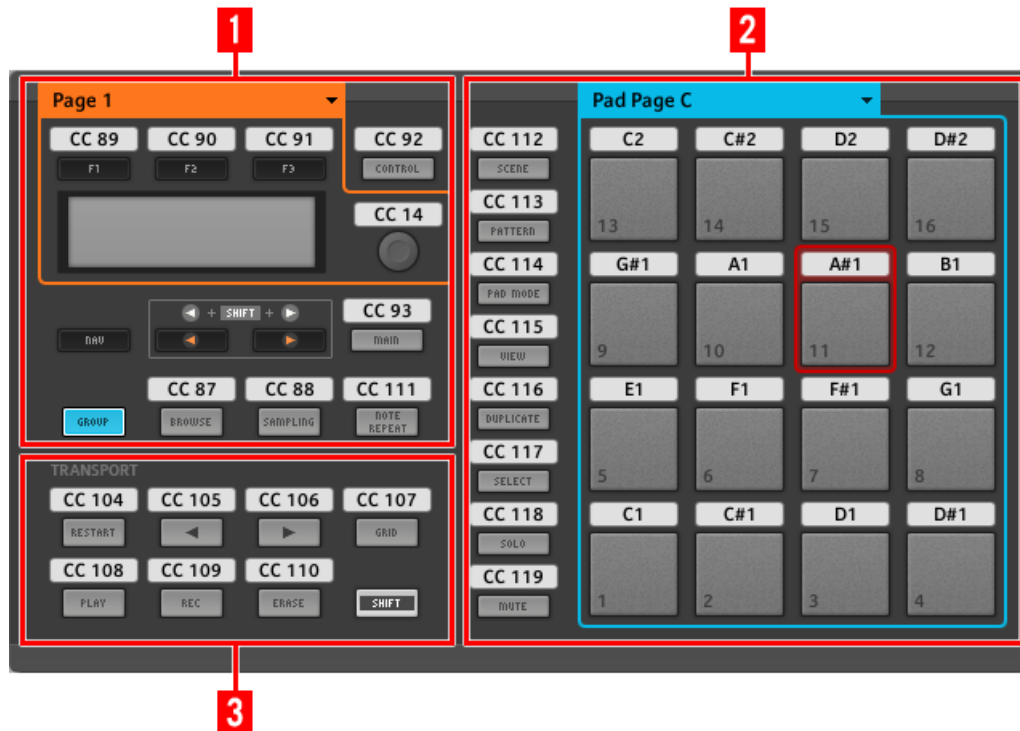 1 2
Page 1
CC 89 CC 90 CC 91 CC 92
F1 F2 F3 CONTROL
CC 14
+ SHIFT +
CC 93
NAV MAIN
CC 87 CC 88 CC 111
GROUP BROWSE SAMPLING NOTE REPEAT
TRANSPORT
CC 104 CC 105 CC 106 CC 107
RESTART GRID
CC 108 CC 109 CC 110
PLAY REC ERASE SHIFT
CC 112
SCENE
CC 113
PATTERN
CC 114
PAD MODE
CC 115
VIEW
CC 116
DUPLICATE
CC 117
SELECT
CC 118
SOLO
CC 119
MUTE
Pad Page C
C2 C#2 D2 D#2
13 14 15 16
G#1 A1 A#1 B1
9 10 11 12
E1 F1 F#1 G1
5 6 7 8
C1 C#1 D1 D#1
1 2 3 4
3